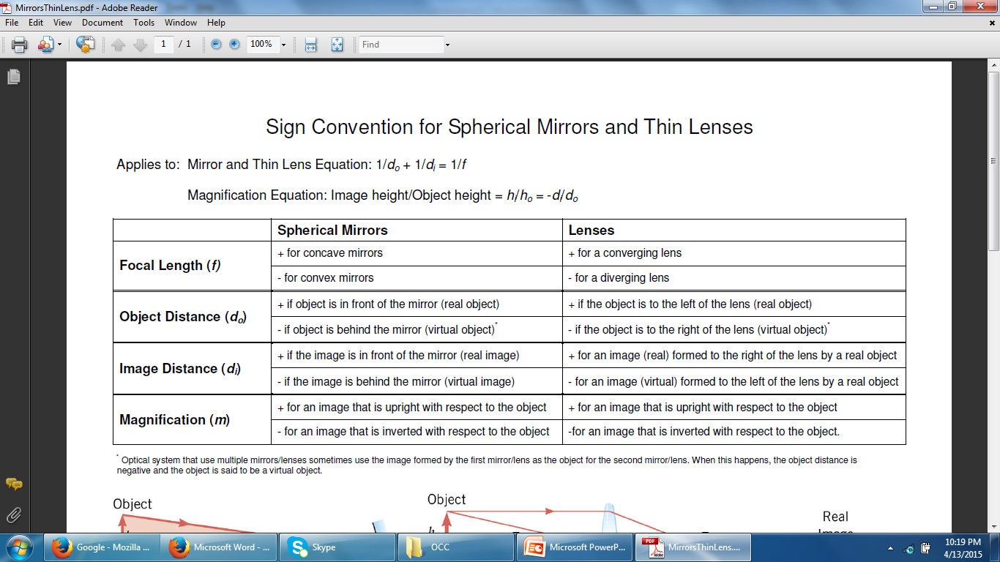 MirrorsThinLens.pdf - Adobe Reader
File Edit View Document Tools Window Help
1 / 1 100% Find
Sign Convention for Spherical Mirrors and Thin Lenses
Applies to: Mirror and Thin Lens Equation: 1/do + 1/di = 1/f
Magnification Equation: Image height/Object height = h/ho = -d/do
Spherical Mirrors Lenses
Focal Length (f)
+ for concave mirrors + for a converging lens
- for convex mirrors - for a diverging lens
Object Distance (do)
+ if object is in front of the mirror (real object) + if the object is to the left of the lens (real object)
- if object is behind the mirror (virtual object)* - if the object is to the right of the lens (virtual object)*
Image Distance (di)
+ if the image is in front of the mirror (real image) + for an image (real) formed to the right of the lens by a real object
- if the image is behind the mirror (virtual image) - for an image (virtual) formed to the left of the lens by a real object
Magnification (m)
+ for an image that is upright with respect to the object + for an image that is upright with respect to the object
- for an image that is inverted with respect to the object -for an image that is inverted with respect to the object.
* Optical system that use multiple mirrors/lenses sometimes use the image formed by the first mirror/lens as the object for the second mirror/lens. When this happens, the object distance is
negative and the object is said to be a virtual object.
Object Object
Real
Google - Mozilla ... Microsoft Word - ... Skype OCC Microsoft PowerP... PDF MirrorsThinLens....
10:19 PM
4/13/2015